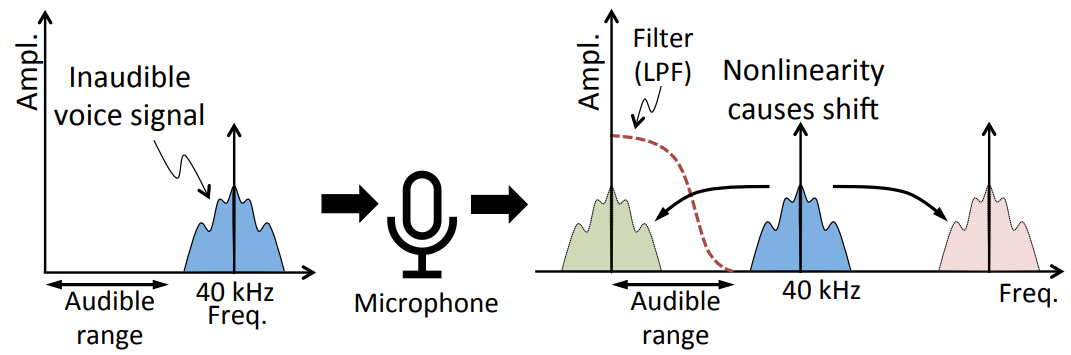 Ampl.
Inaudible
voice signal
Audible
range
40 kHz
Freq.
Microphone
Ampl.
Filter
(LPF)
Nonlinearity
causes shift
Audible
range
40 kHz
Freq.